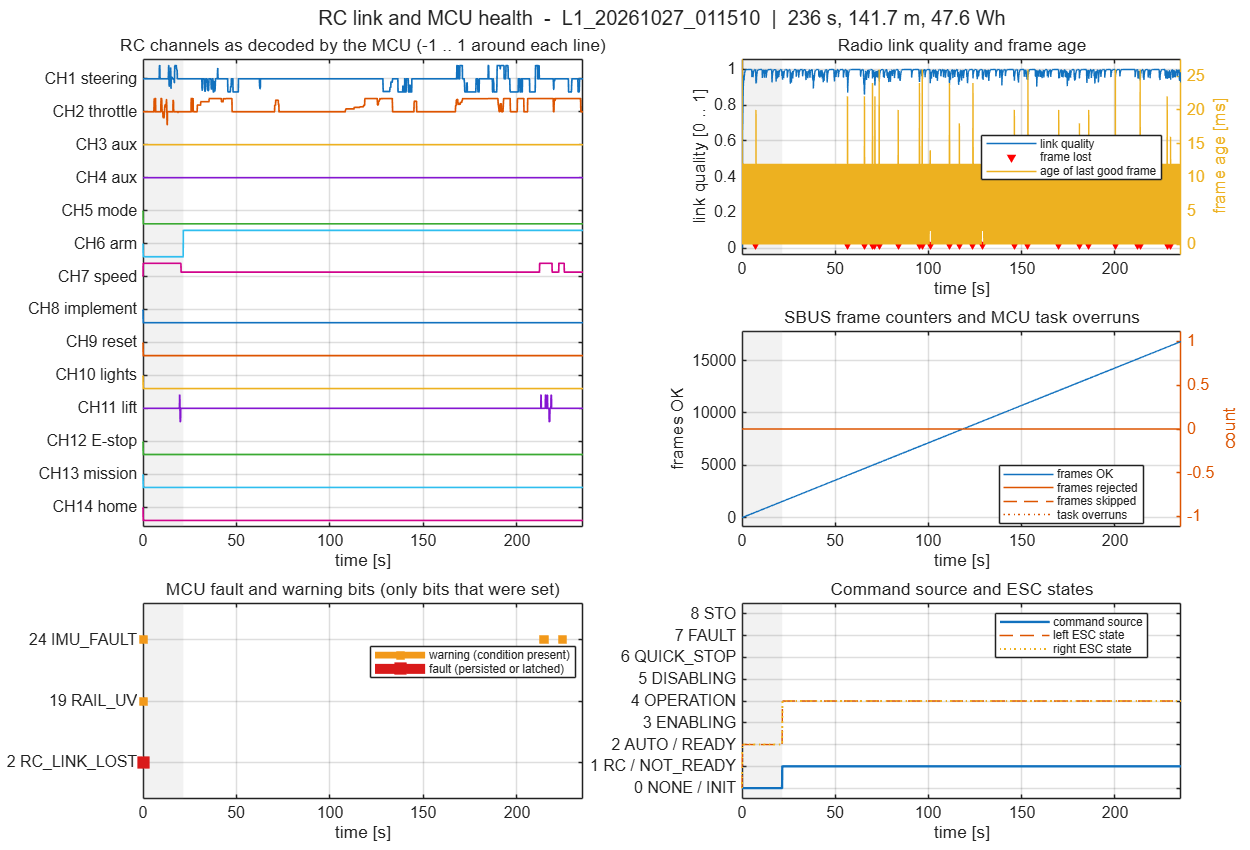 RC link and MCU health  -  L1_20261027_011510  |  236 s, 141.7 m, 47.6 Wh
RC channels as decoded by the MCU (-1 .. 1 around each line)
CH1 steering
CH2 throttle
CH3 aux
CH4 aux
CH5 mode
CH6 arm
CH7 speed
CH8 implement
CH9 reset
CH10 lights
CH11 lift
CH12 E-stop
CH13 mission
CH14 home
0 50 100 150 200
time [s]
Radio link quality and frame age
link quality [0 .. 1]
1
0.8
0.6
0.4
0.2
0
frame age [ms]
25
20
15
10
5
0
link quality
frame lost
age of last good frame
0 50 100 150 200
time [s]
SBUS frame counters and MCU task overruns
frames OK
15000
10000
5000
0
count
1
0.5
0
-0.5
-1
frames OK
frames rejected
frames skipped
task overruns
0 50 100 150 200
time [s]
MCU fault and warning bits (only bits that were set)
24 IMU_FAULT
19 RAIL_UV
2 RC_LINK_LOST
warning (condition present)
fault (persisted or latched)
0 50 100 150 200
time [s]
Command source and ESC states
8 STO
7 FAULT
6 QUICK_STOP
5 DISABLING
4 OPERATION
3 ENABLING
2 AUTO / READY
1 RC / NOT_READY
0 NONE / INIT
command source
left ESC state
right ESC state
0 50 100 150 200
time [s]